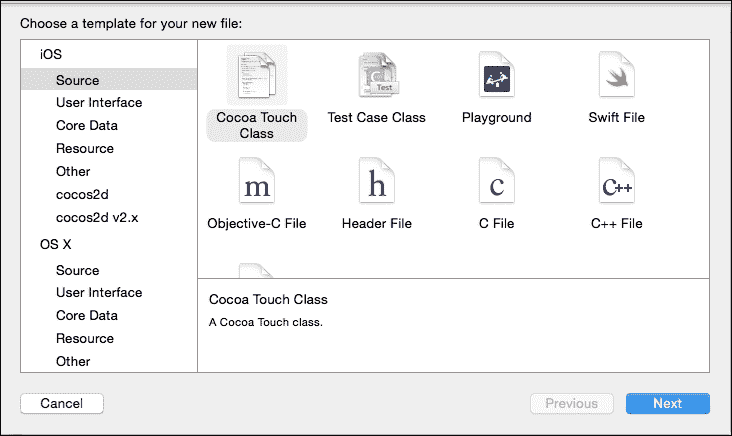 Choose a template for your new file:
iOS
Source
User Interface
Core Data
Resource
Other
cocos2d
cocos2d v2.x
OS X
Source
User Interface
Core Data
Resource
Other
Cocoa Touch
Class
Test Case Class
Playground
Swift File
Objective-C File
Header File
C File
C++ File
C
Test
m
h
c
C++
Cocoa Touch Class
A Cocoa Touch class.
Cancel
Previous
Next